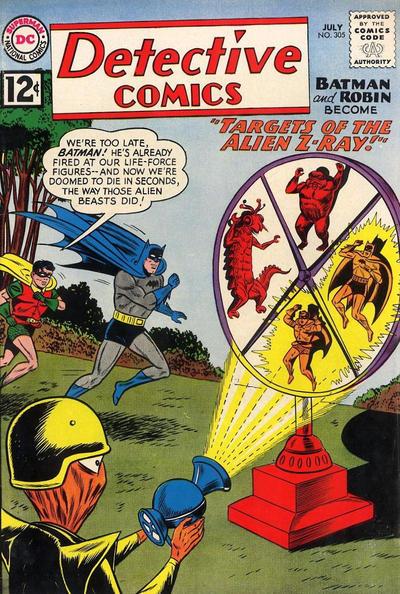 SUPERMAN
DC
NATIONAL COMICS
12¢
Detective
COMICS
JULY
NO. 305
APPROVED
BY THE
COMICS
CODE
CA
AUTHORITY
BATMAN
and ROBIN
BECOME
"TARGETS OF THE
ALIEN Z-RAY!"
WE'RE TOO LATE,
BATMAN! HE'S ALREADY
FIRED AT OUR LIFE-FORCE
FIGURES--AND NOW WE'RE
DOOMED TO DIE IN SECONDS,
THE WAY THOSE ALIEN
BEASTS DID!